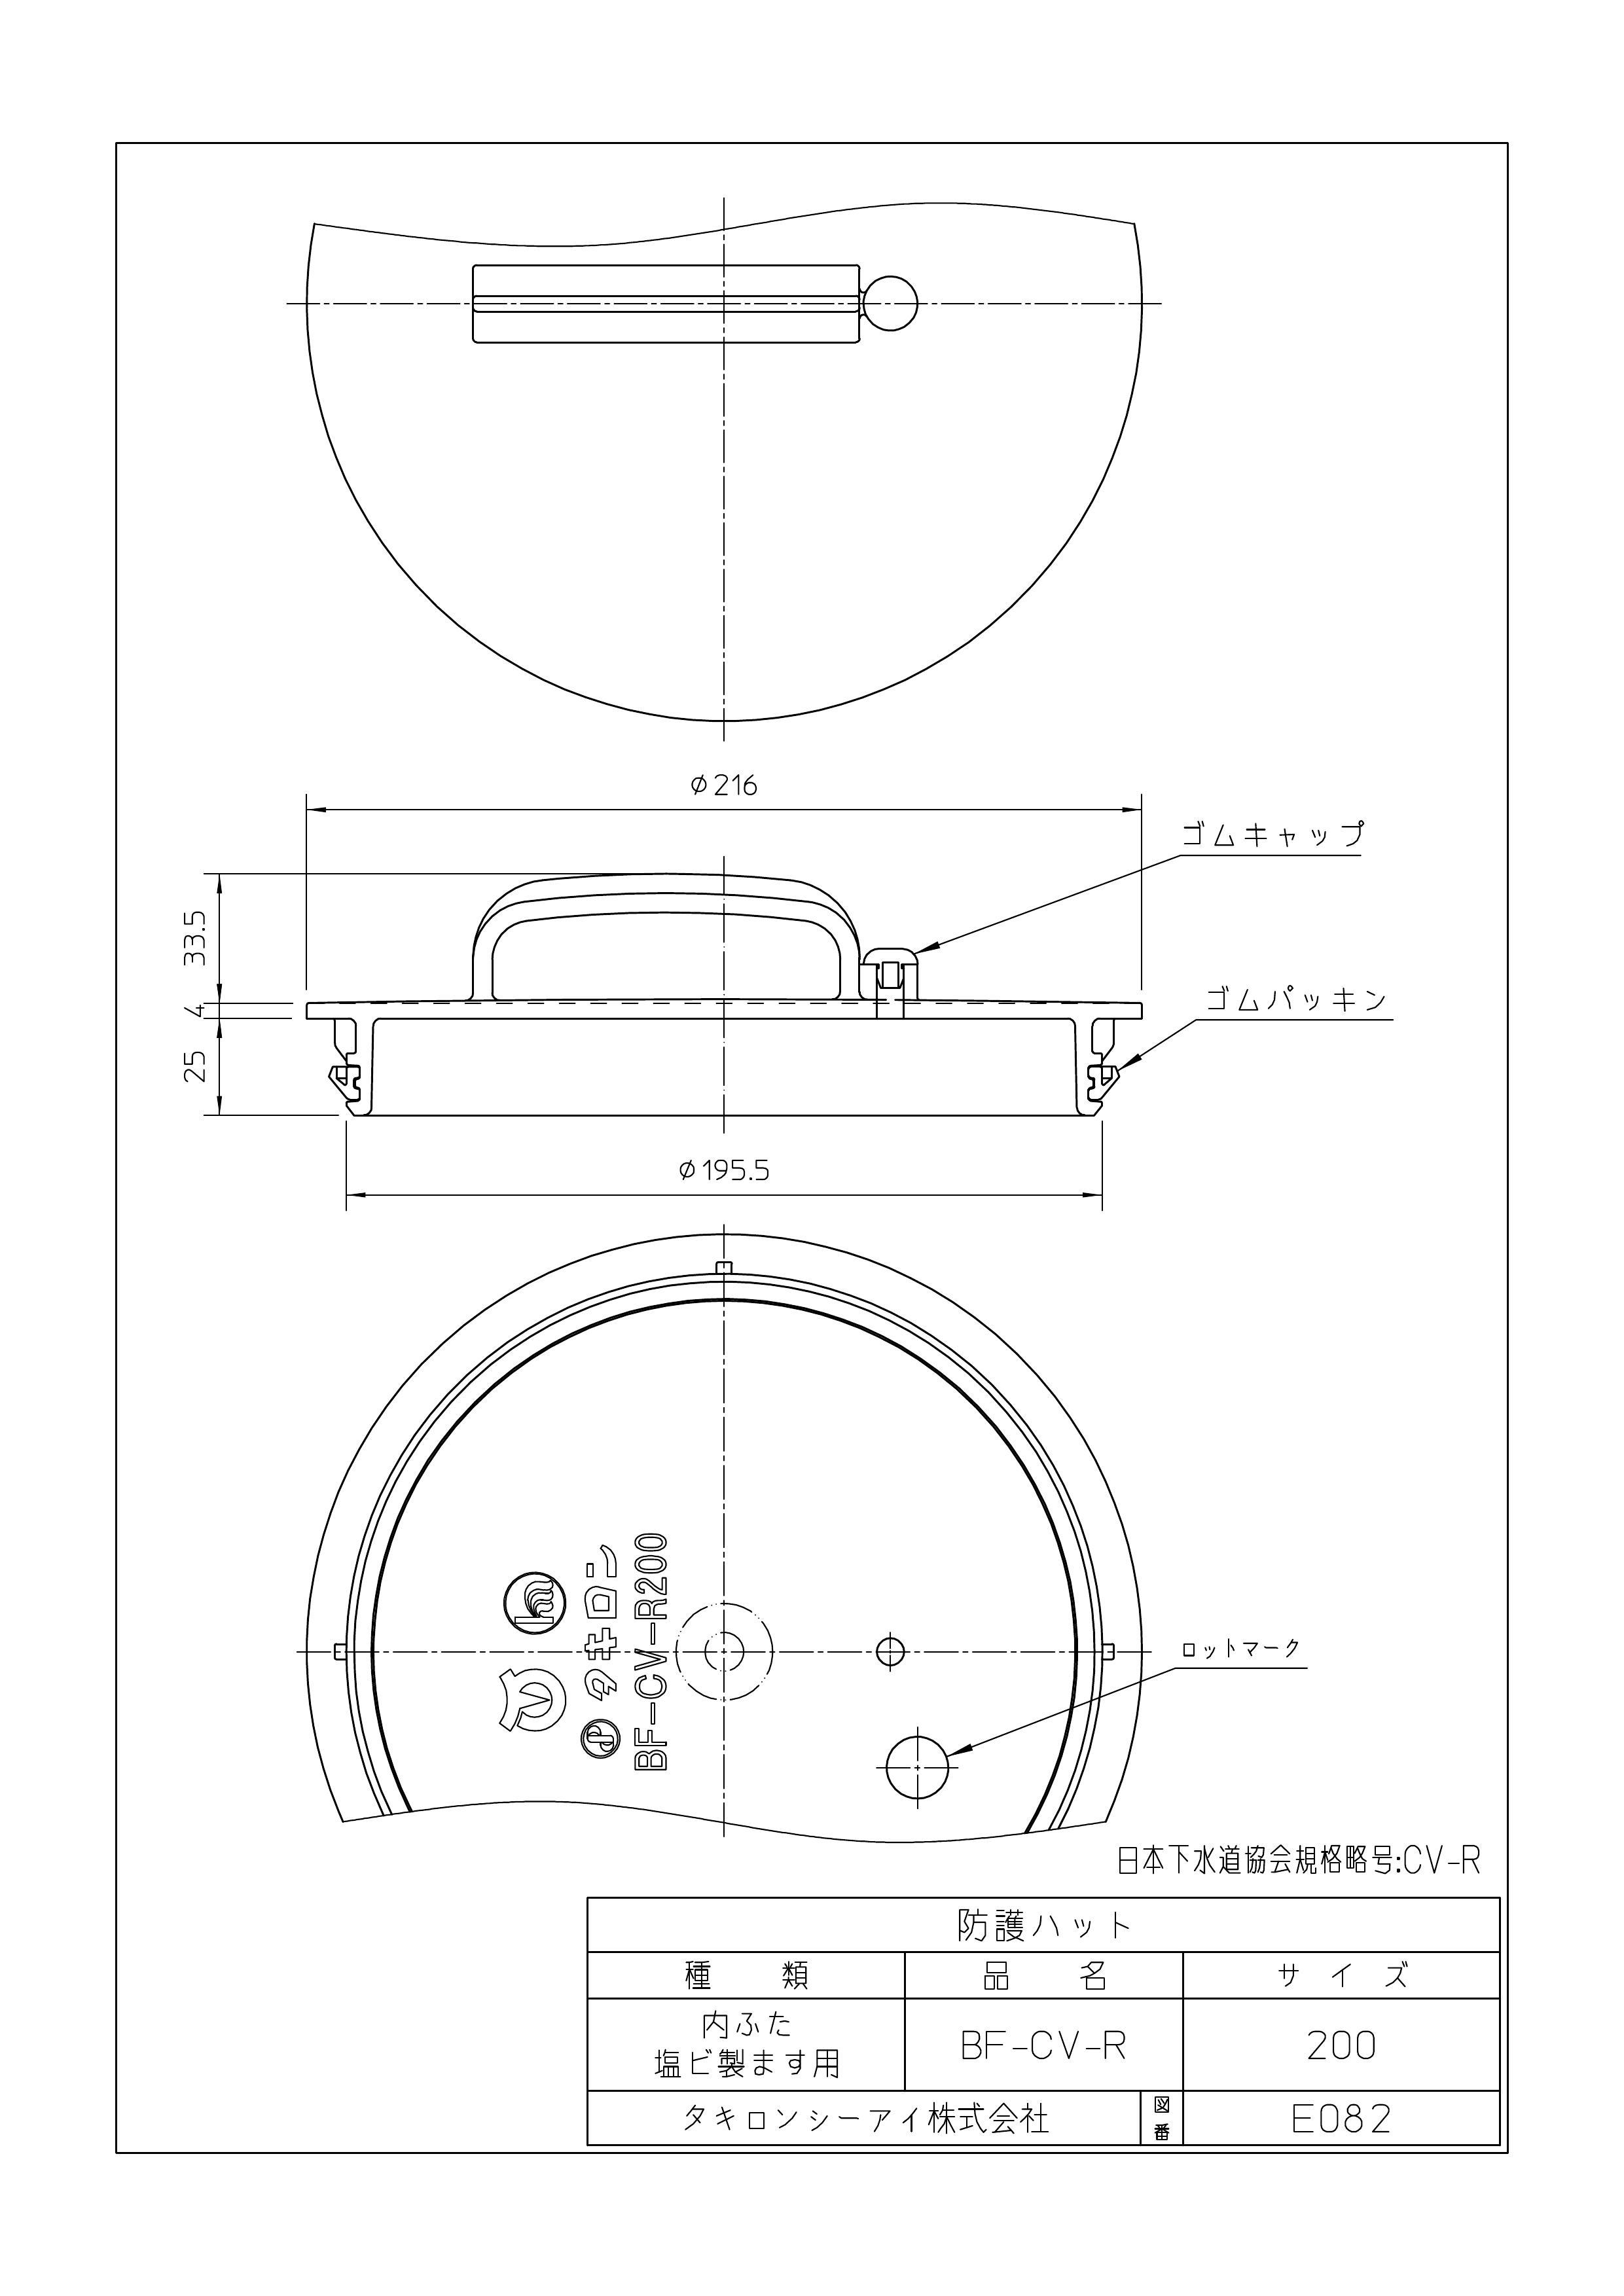 φ216
ゴムキャップ
33.5
4
25
ゴムパッキン
φ195.5
タキロン
BF-CV-R200
ロットマーク
日本下水道協会規格略号:CV-R
防護ハット
種 類 品 名 サ イ ズ
内ふた
塩ビ製ます用 BF-CV-R 200
タキロンシーアイ株式会社 図番 E082